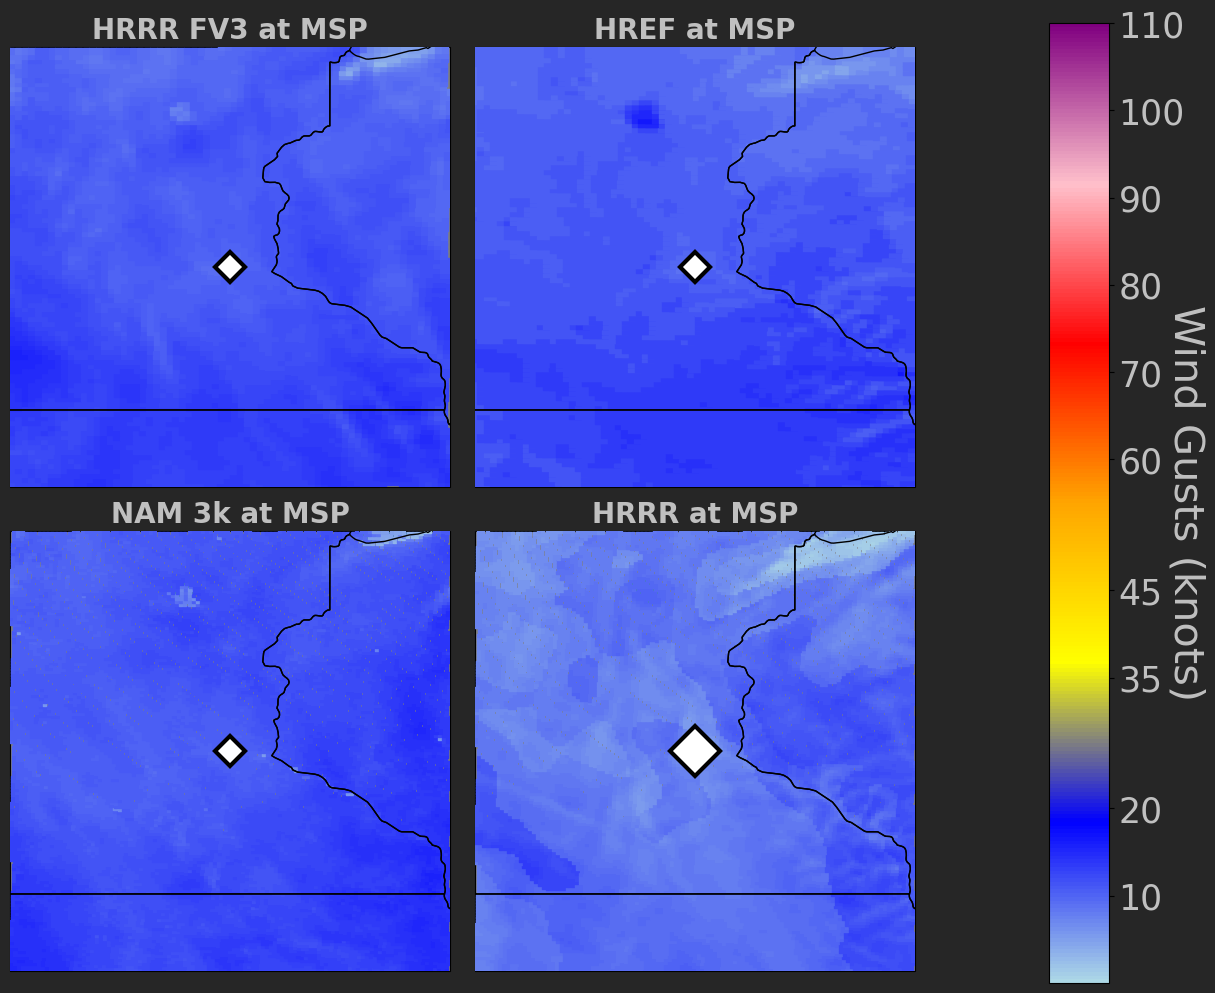 HRRR FV3 at MSP
HREF at MSP
NAM 3k at MSP
HRRR at MSP
110
100
90
80
70
60
45
35
20
10
Wind Gusts (knots)